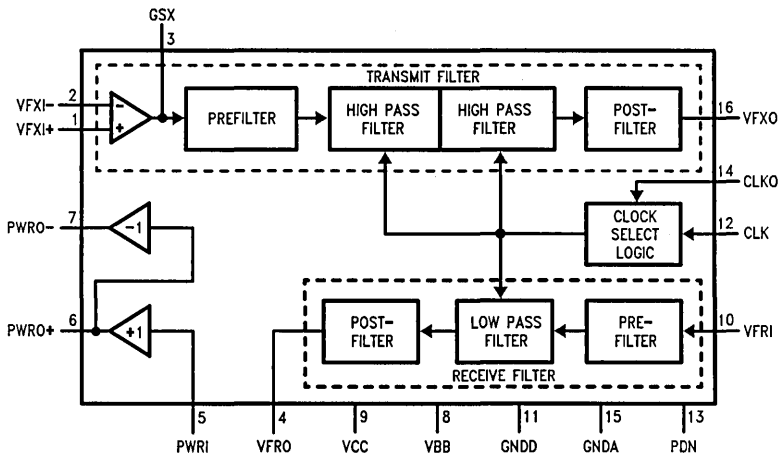 GSX
3
TRANSMIT FILTER
VFXI- 2
VFXI+ 1
-
+
PREFILTER
HIGH PASS
FILTER
HIGH PASS
FILTER
POST-
FILTER
16 VFXO
14 CLKO
CLOCK
SELECT
LOGIC
12 CLK
PWRO- 7
-1
PWRO+ 6
+1
POST-
FILTER
LOW PASS
FILTER
PRE-
FILTER
10 VFRI
RECEIVE FILTER
5 4 9 8 11 15 13
PWRI VFRO VCC VBB GNDD GNDA PDN